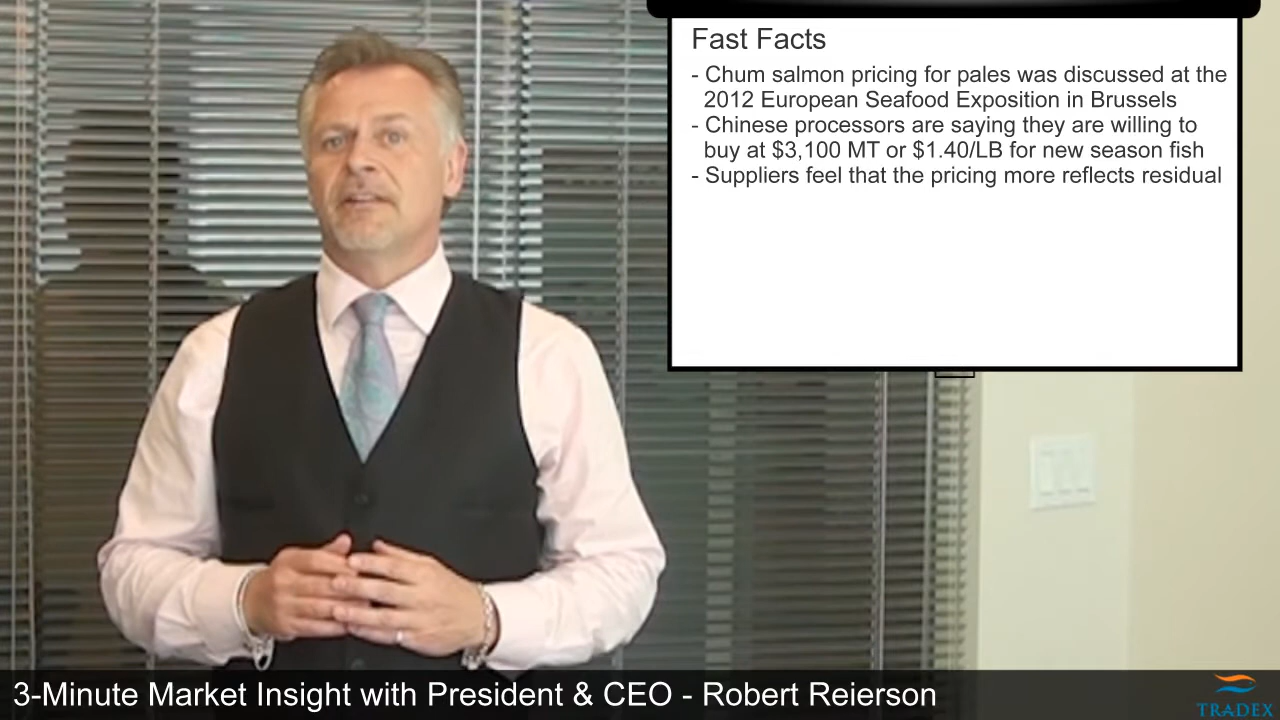 Fast Facts
- Chum salmon pricing for pales was discussed at the
2012 European Seafood Exposition in Brussels
- Chinese processors are saying they are willing to
buy at $3,100 MT or $1.40/LB for new season fish
- Suppliers feel that the pricing more reflects residual
3-Minute Market Insight with President & CEO - Robert Reierson
TRADEX